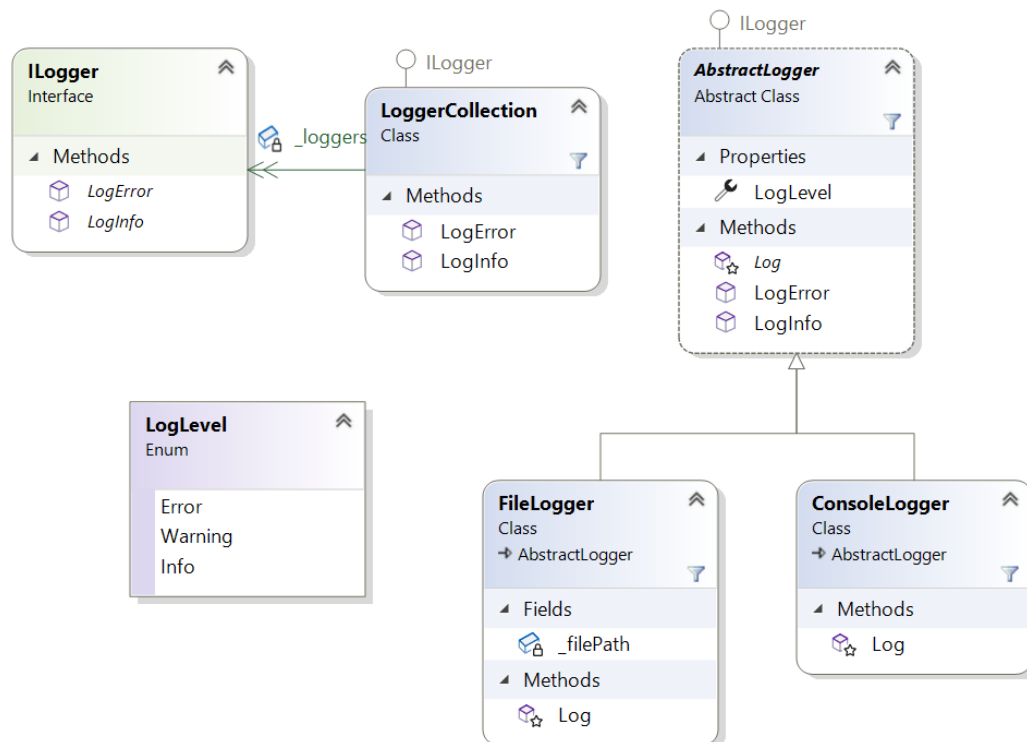 ILogger
Interface
Methods
LogError
LogInfo
_loggers
ILogger
LoggerCollection
Class
Methods
LogError
LogInfo
ILogger
AbstractLogger
Abstract Class
Properties
LogLevel
Methods
Log
LogError
LogInfo
LogLevel
Enum
Error
Warning
Info
FileLogger
Class
AbstractLogger
Fields
_filePath
Methods
Log
ConsoleLogger
Class
AbstractLogger
Methods
Log